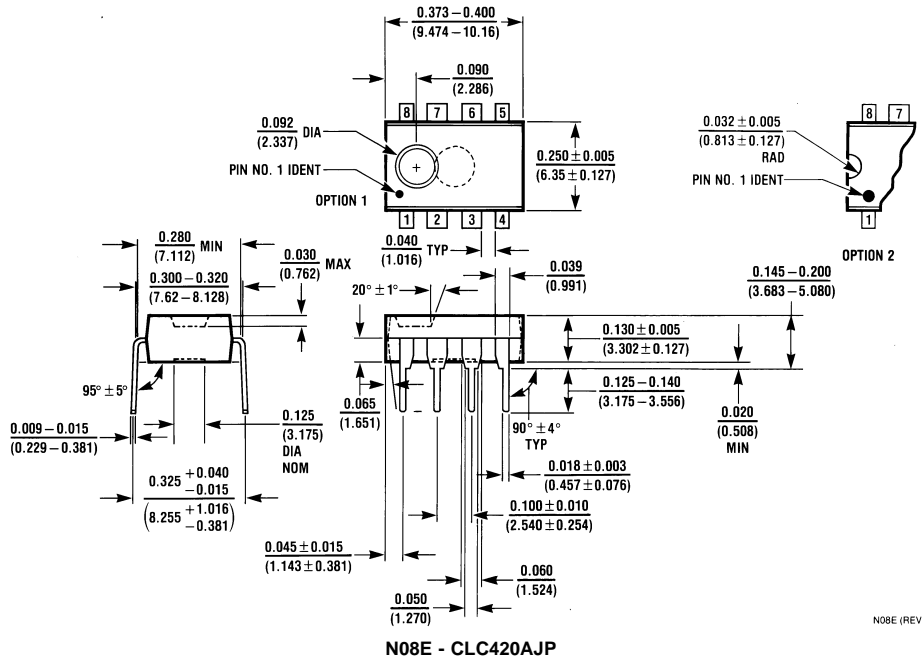 0.373 – 0.400
(9.474 – 10.16)
0.090
(2.286)
8 7 6 5
0.092
(2.337)
DIA
PIN NO. 1 IDENT
OPTION 1
+
0.250 ± 0.005
(6.35 ± 0.127)
1 2 3 4
8 7
0.032 ± 0.005
(0.813 ± 0.127)
RAD
PIN NO. 1 IDENT
1
OPTION 2
0.280
(7.112)
MIN
0.030
(0.762)
MAX
0.300 – 0.320
(7.62 – 8.128)
0.040
(1.016)
TYP
0.039
(0.991)
0.145 – 0.200
(3.683 – 5.080)
20° ± 1°
0.130 ± 0.005
(3.302 ± 0.127)
95° ± 5°
0.065
(1.651)
0.125 – 0.140
(3.175 – 3.556)
0.020
(0.508)
MIN
90° ± 4°
TYP
0.009 – 0.015
(0.229 – 0.381)
0.125
(3.175)
DIA
NOM
0.018 ± 0.003
(0.457 ± 0.076)
0.325 +0.040 −0.015
(8.255 +1.016 −0.381)
0.100 ± 0.010
(2.540 ± 0.254)
0.045 ± 0.015
(1.143 ± 0.381)
0.060
(1.524)
0.050
(1.270)
N08E (REV
N08E - CLC420AJP